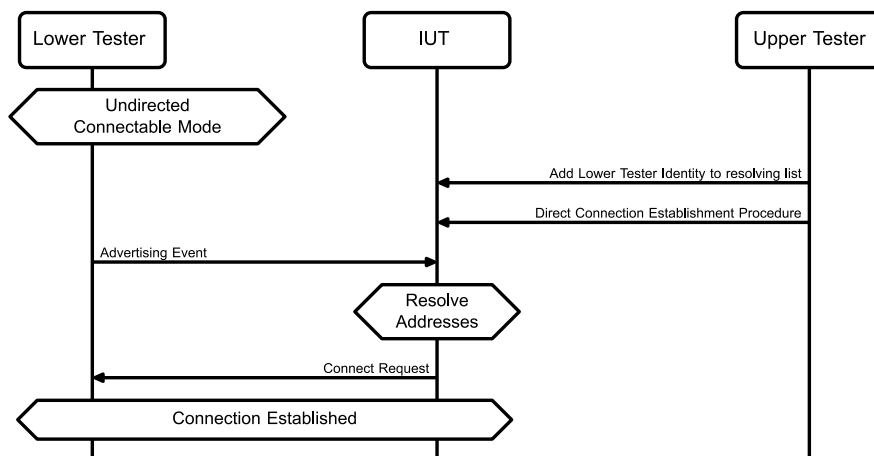 Lower Tester
IUT
Upper Tester
Undirected
Connectable Mode
Add Lower Tester Identity to resolving list
Direct Connection Establishment Procedure
Advertising Event
Resolve
Addresses
Connect Request
Connection Established